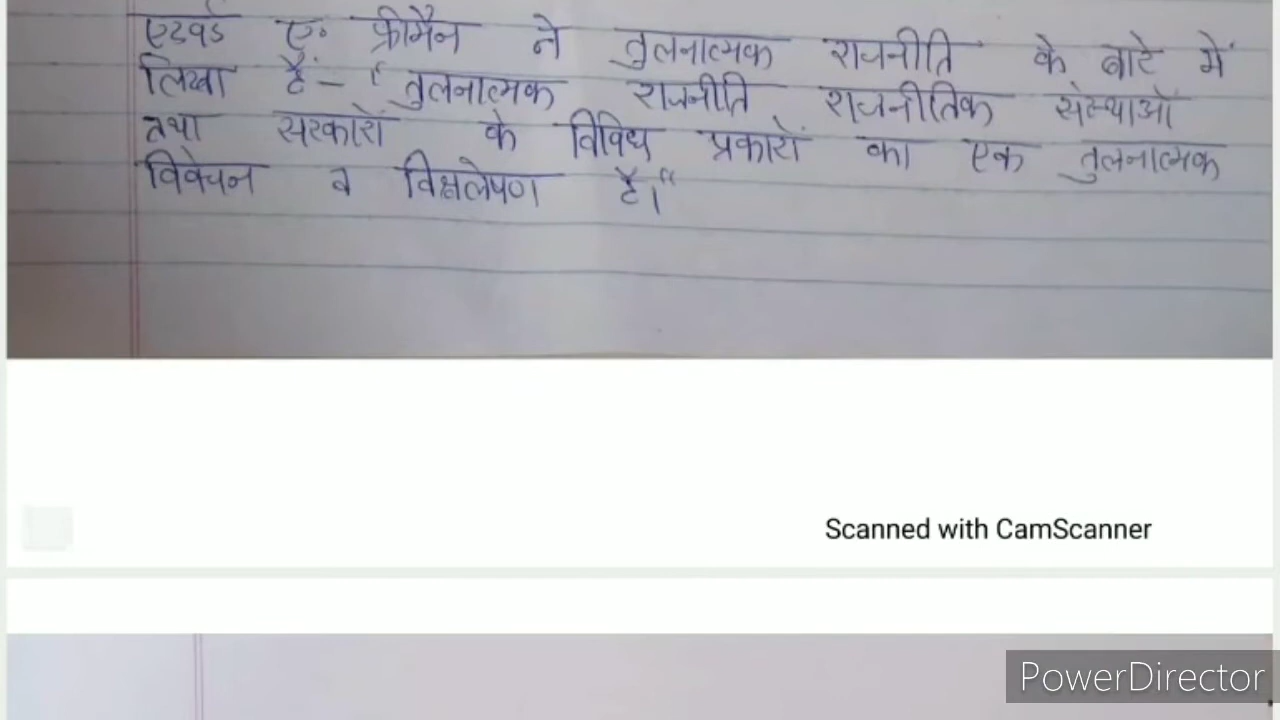 एडवर्ड ए॰ फ्रीमैन ने तुलनात्मक राजनीति के बारे में
लिखा हैं- "तुलनात्मक राजनीति राजनीतिक संस्थाओं
तथा सरकारों के विविध प्रकारों का एक तुलनात्मक
विवेचन व विश्नलेषण है।"
Scanned with CamScanner
PowerDirector